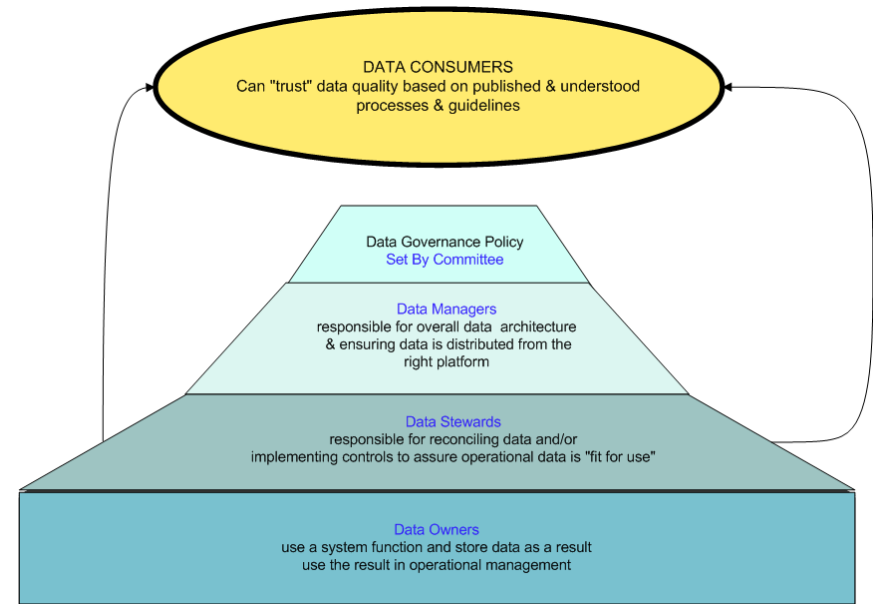 DATA CONSUMERS
Can "trust" data quality based on published & understood
processes & guidelines
Data Governance Policy
Set By Committee
Data Managers
responsible for overall data architecture
& ensuring data is distributed from the
right platform
Data Stewards
responsible for reconciling data and/or
implementing controls to assure operational data is "fit for use"
Data Owners
use a system function and store data as a result
use the result in operational management